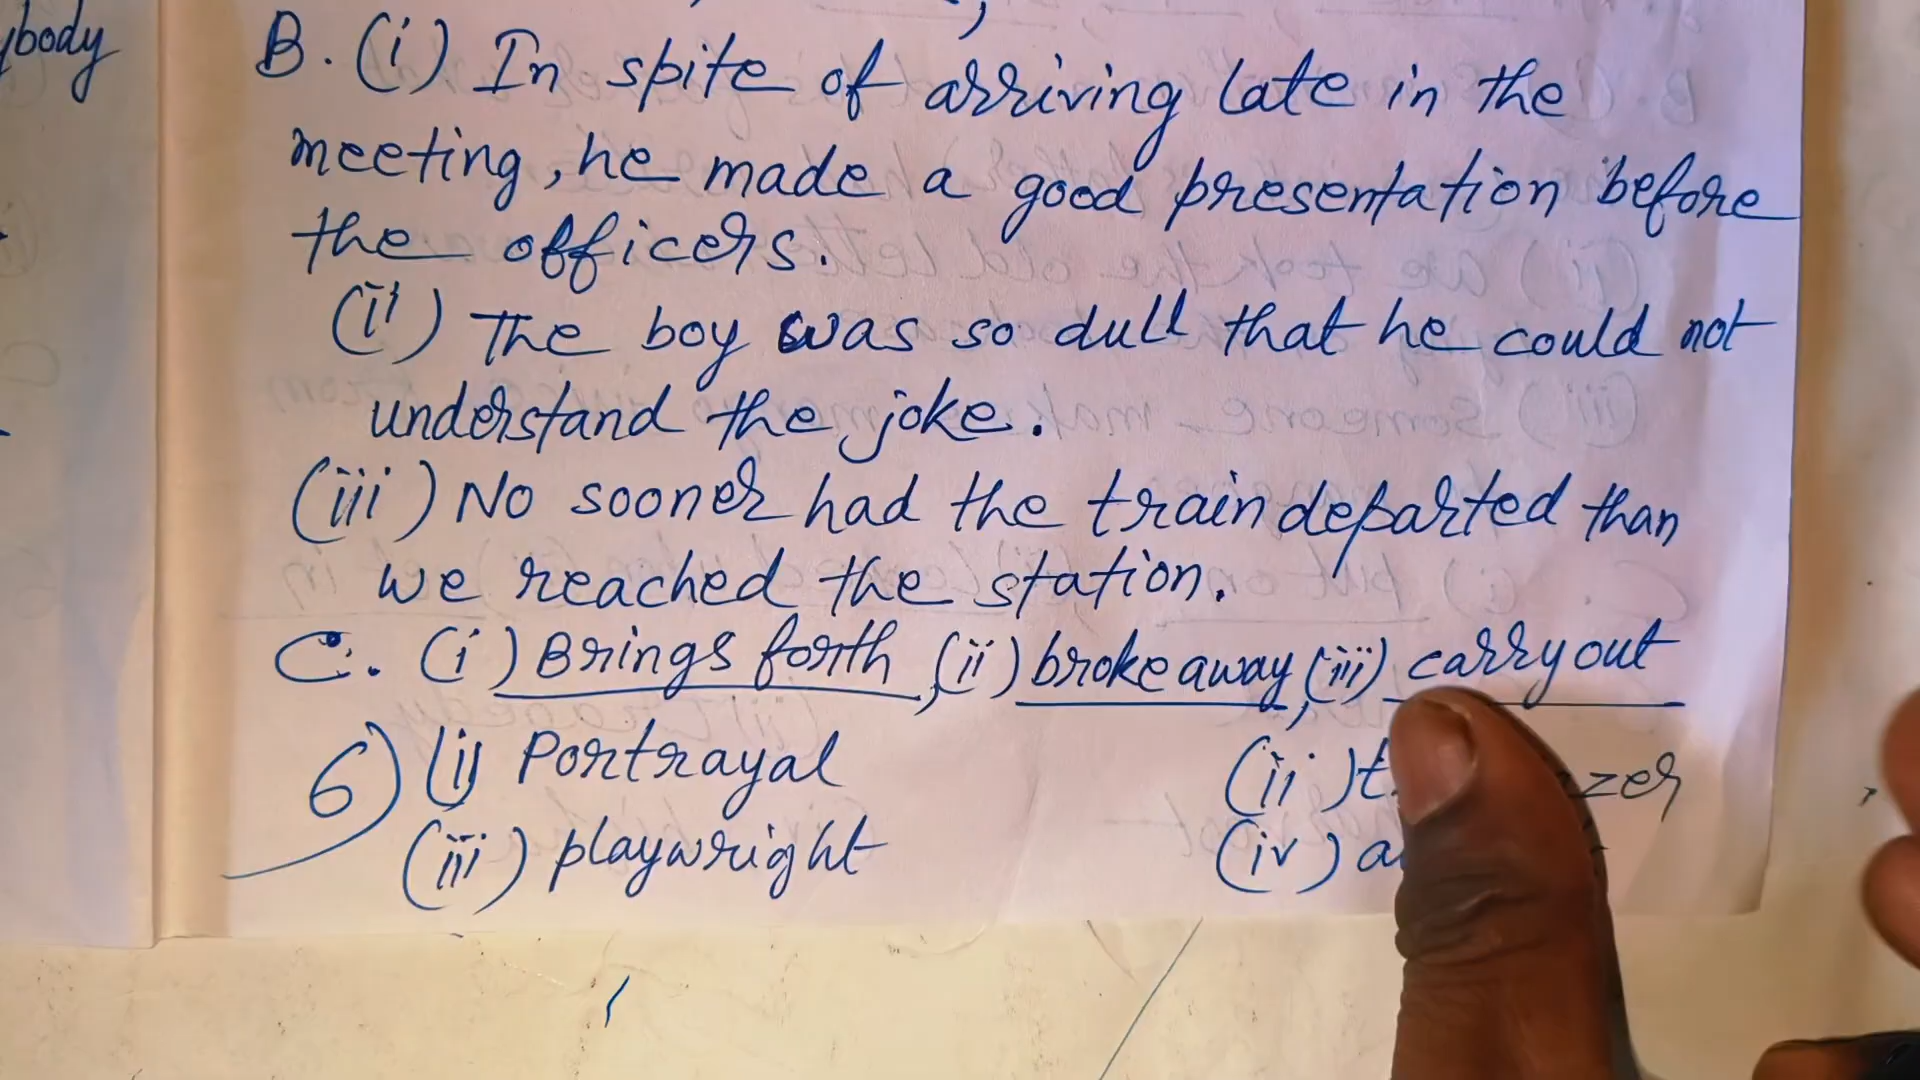 ybody
B. (i) In spite of arriving late in the
meeting, he made a good presentation before
the officers.
(ii) The boy was so dull that he could not
understand the joke.
(iii) No sooner had the train departed than
we reached the station.
C. (i) Brings forth, (ii) broke away, (iii) carry out
6) (i) Portrayal (ii)
(iii) playwright (iv)